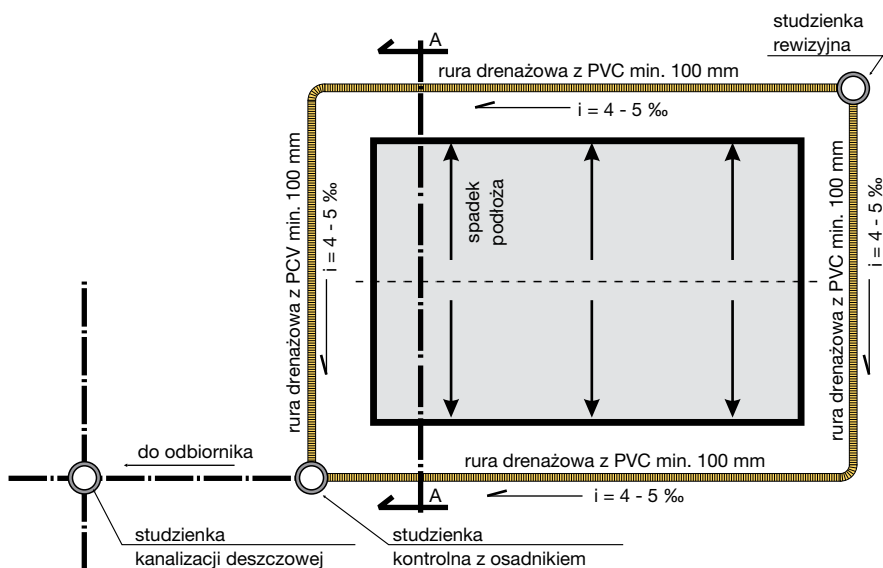 studzienka
rewizyjna
A
rura drenażowa z PVC min. 100 mm
i = 4 - 5 ‰
rura drenażowa z PCV min. 100 mm
i = 4 - 5 ‰
spadek
podłoża
rura drenażowa z PVC min. 100 mm
i = 4 - 5 ‰
do odbiornika
rura drenażowa z PVC min. 100 mm
A
i = 4 - 5 ‰
studzienka
kanalizacji deszczowej
studzienka
kontrolna z osadnikiem